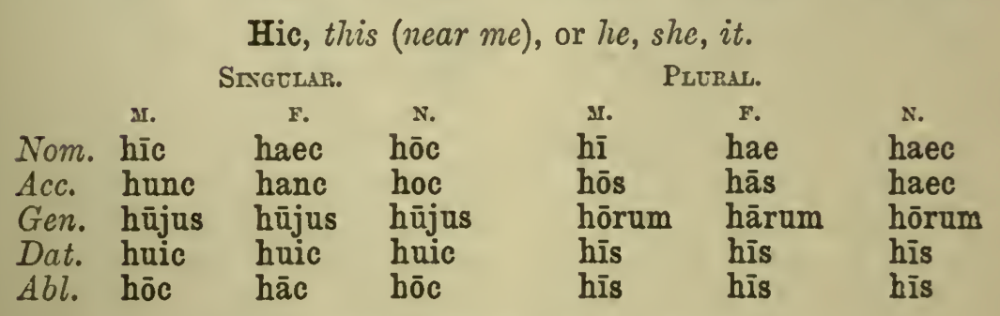 Hic, this (near me), or he, she, it.
SINGULAR. PLURAL.
M. F. N. M. F. N.
Nom. hīc haec hōc hī hae haec
Acc. hunc hanc hoc hōs hās haec
Gen. hūjus hūjus hūjus hōrum hārum hōrum
Dat. huic huic huic hīs hīs hīs
Abl. hōc hāc hōc hīs hīs hīs